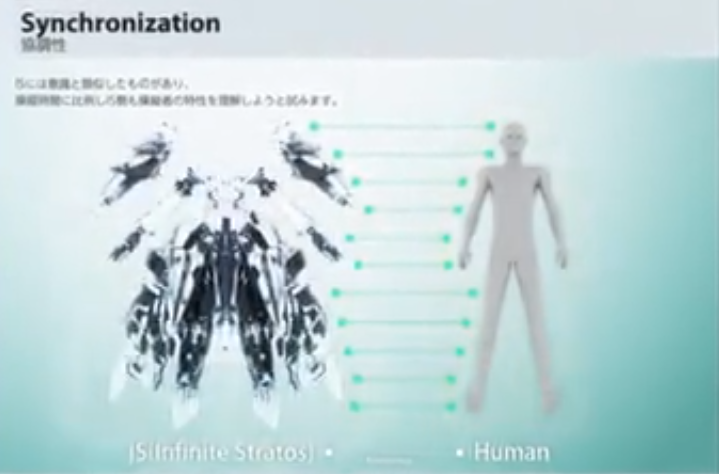 Synchronization
協調性
ISには意識と類似したものがあり、
操縦時間に比例しIS側も操縦者の特性を理解しようと試みます。
IS(Infinite Stratos) •
• Human